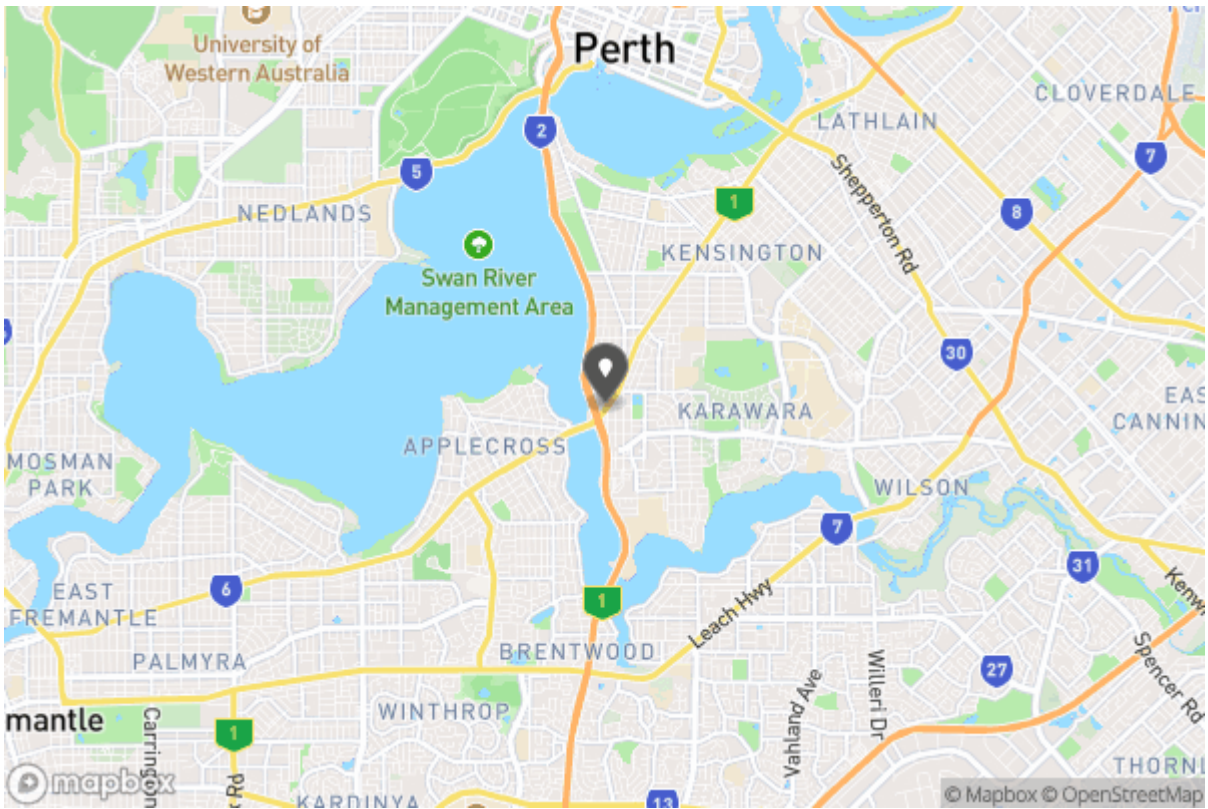 University of
Western Australia
Perth
CLOVERDALE
LATHLAIN
2
5
7
1
8
NEDLANDS
Shepperton Rd
KENSINGTON
Swan River
Management Area
30
KARAWARA
EAS
CANNIN
APPLECROSS
MOSMAN
PARK
WILSON
7
31
6
EAST
FREMANTLE
1
Leach Hwy
Kenw
BRENTWOOD
PALMYRA
27
Spencer Rd
Willeri Dr
Vahland Ave
WINTHROP
mantle
Carrington
1
THORNL
mapbox
KARDINYA
13
© Mapbox © OpenStreetMap